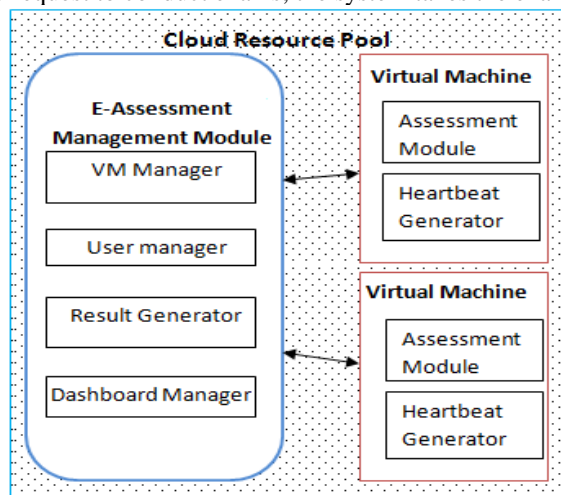 Cloud Resource Pool
E-Assessment
Management Module
VM Manager
User manager
Result Generator
Dashboard Manager
Virtual Machine
Assessment
Module
Heartbeat
Generator
Virtual Machine
Assessment
Module
Heartbeat
Generator